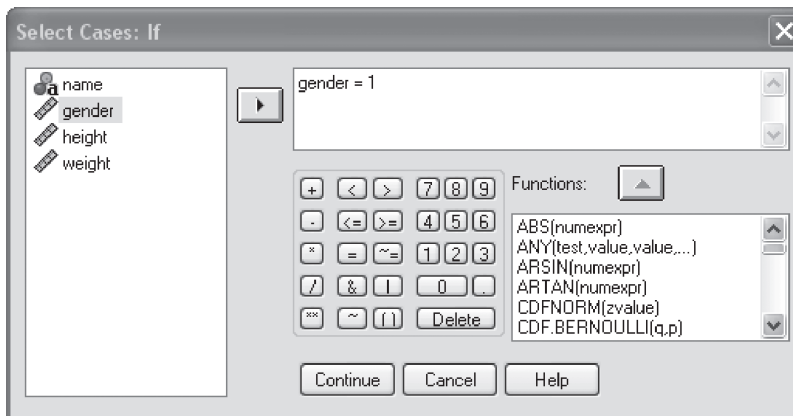 Select Cases: If
name
gender
height
weight
gender = 1
+ < > 7 8 9
- <= >= 4 5 6
* = ~= 1 2 3
/ & | 0 .
** ~ ( ) Delete
Functions:
ABS(numexpr)
ANY(test,value,value,...)
ARSIN(numexpr)
ARTAN(numexpr)
CDFNORM(zvalue)
CDF.BERNOULLI(q,p)
Continue Cancel Help